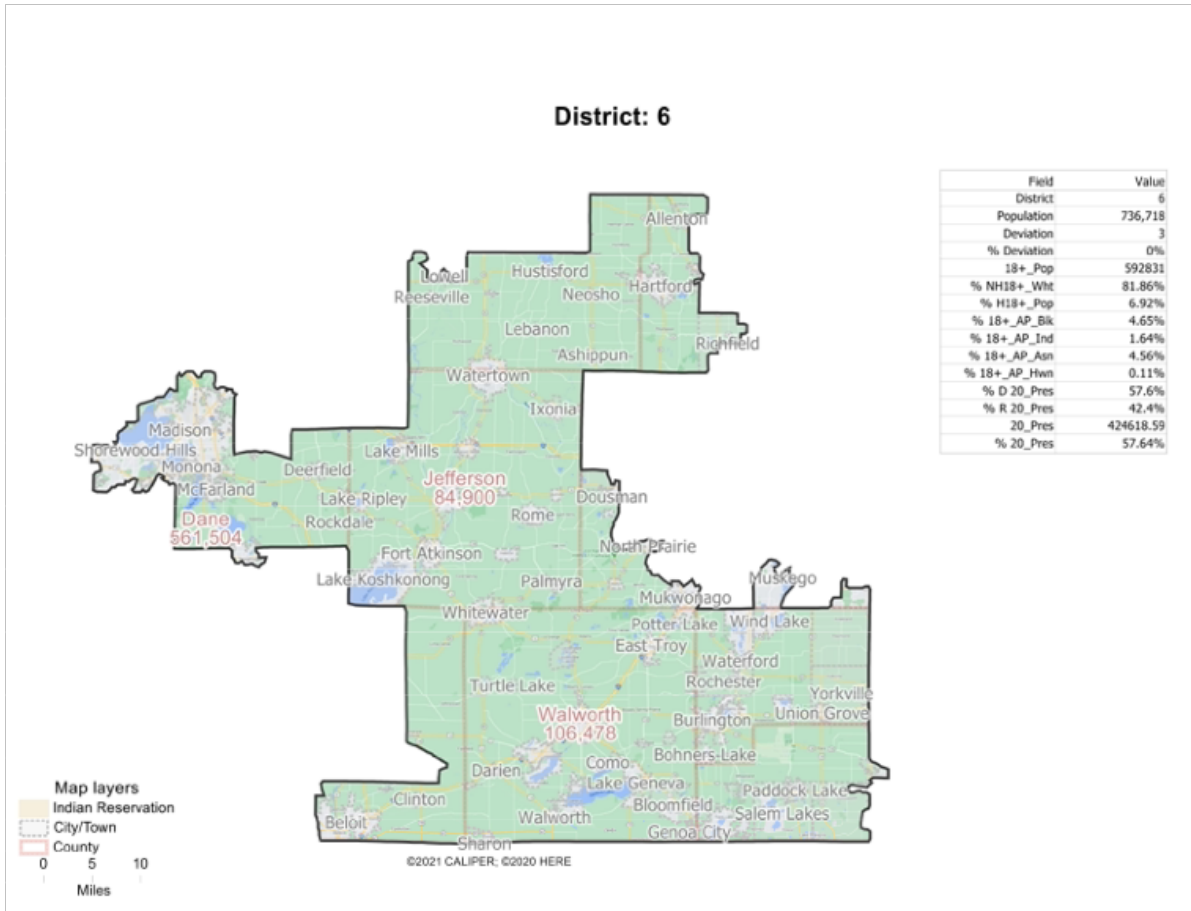 District: 6
Field Value
District 6
Population 736,718
Deviation 3
% Deviation 0%
18+_Pop 592831
% NH18+_Wht 81.86%
% H18+_Pop 6.92%
% 18+_AP_Blk 4.65%
% 18+_AP_Ind 1.64%
% 18+_AP_Asn 4.56%
% 18+_AP_Hwn 0.11%
% D 20_Pres 57.6%
% R 20_Pres 42.4%
20_Pres 424618.59
% 20_Pres 57.64%
Allenton
Lowell
Hustisford
Hartford
Reeseville
Neosho
Lebanon
Richfield
Ashippun
Watertown
Ixonia
Madison
Shorewood Hills
Lake Mills
Monona
Deerfield
McFarland
Jefferson
84,900
Lake Ripley
Dousman
Dane
561,504
Rockdale
Rome
North Prairie
Fort Atkinson
Lake Koshkonong
Palmyra
Muskego
Mukwonago
Whitewater
Potter Lake
Wind Lake
East Troy
Waterford
Rochester
Turtle Lake
Yorkville
Walworth
106,478
Burlington
Union Grove
Bohners-Lake
Darien
Como
Lake Geneva
Paddock Lake
Clinton
Bloomfield
Salem Lakes
Beloit
Walworth
Genoa City
Sharon
Map layers
Indian Reservation
City/Town
County
0 5 10
Miles
©2021 CALIPER; ©2020 HERE